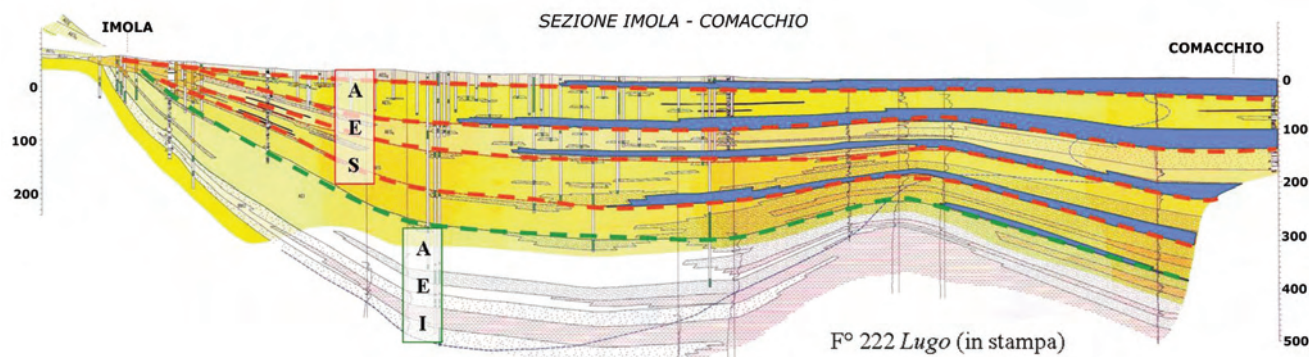 SEZIONE IMOLA - COMACCHIO
IMOLA
COMACCHIO
0
100
200
A
E
S
A
E
I
0
100
200
300
400
500
F° 222 Lugo (in stampa)